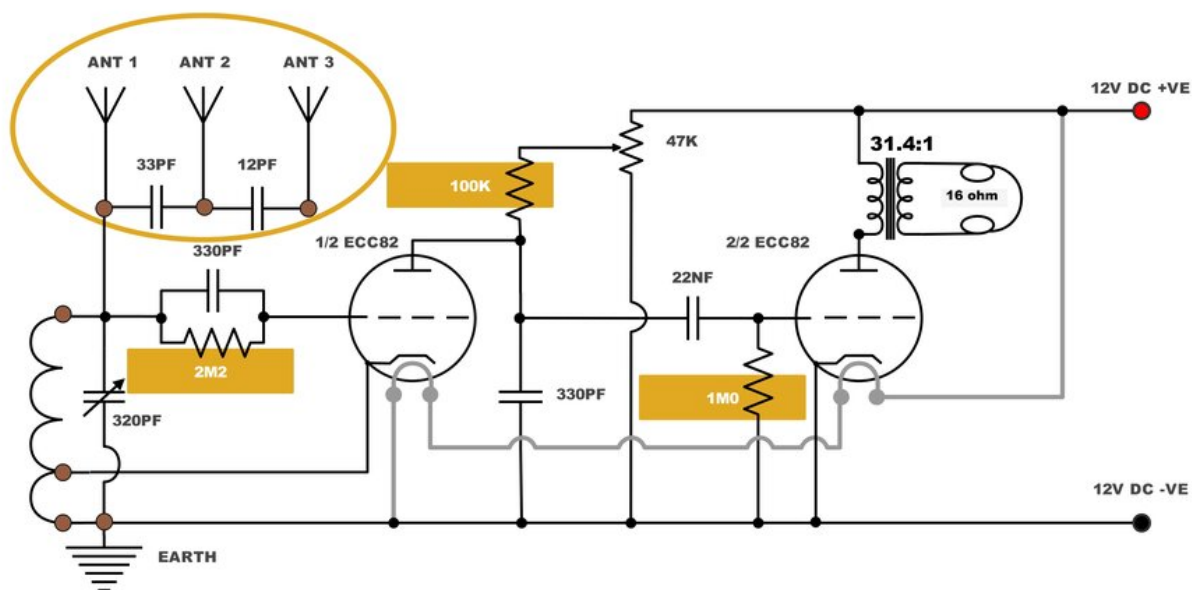 ANT 1
ANT 2
ANT 3
12V DC +VE
33PF
12PF
47K
31.4:1
100K
16 ohm
330PF
1/2 ECC82
2/2 ECC82
22NF
2M2
320PF
330PF
1M0
12V DC -VE
EARTH